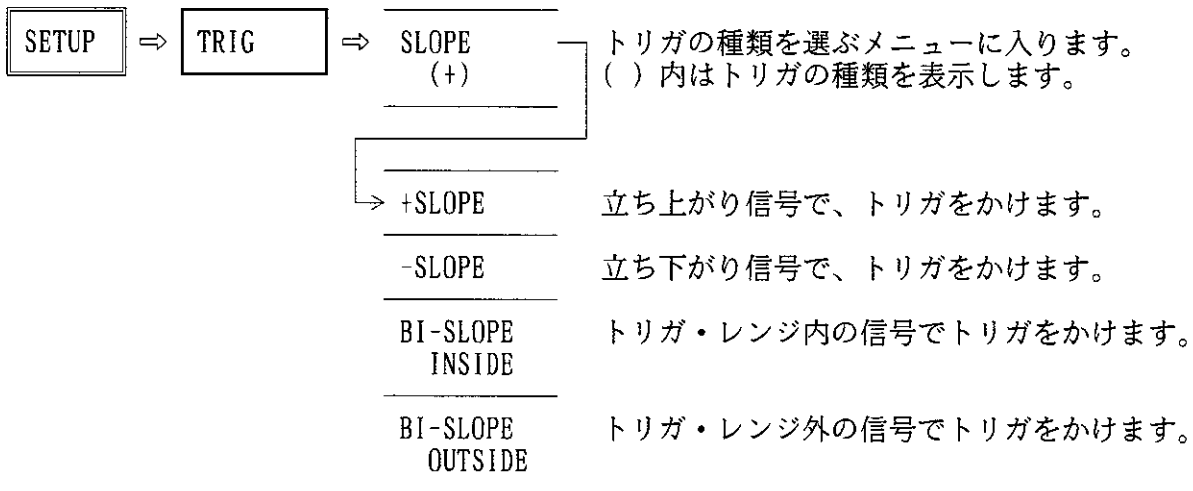 SETUP ⇨ TRIG ⇨ SLOPE トリガの種類を選ぶメニューに入ります。
(+) ( ) 内はトリガの種類を表示します。
+SLOPE 立ち上がり信号で、トリガをかけます。
-SLOPE 立ち下がり信号で、トリガをかけます。
BI-SLOPE トリガ・レンジ内の信号でトリガをかけます。
INSIDE
BI-SLOPE トリガ・レンジ外の信号でトリガをかけます。
OUTSIDE